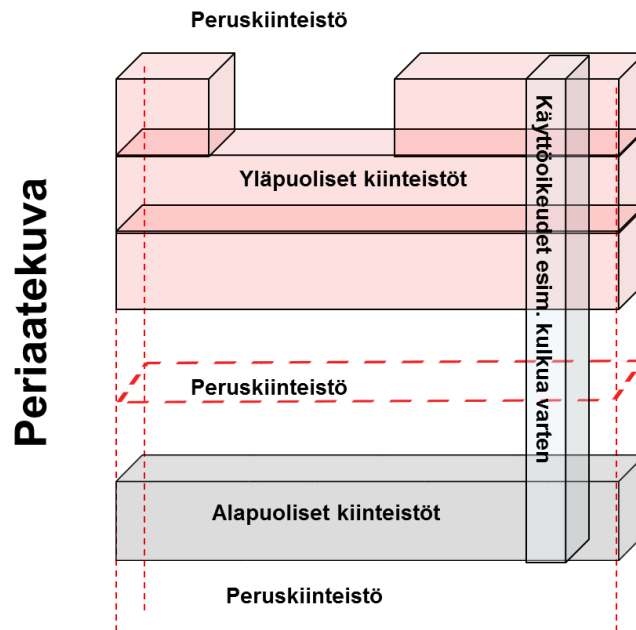 Peruskiinteistö
Periaatekuva
Yläpuoliset kiinteistöt
Käyttöoikeudet esim. kulkua varten
Peruskiinteistö
Alapuoliset kiinteistöt
Peruskiinteistö